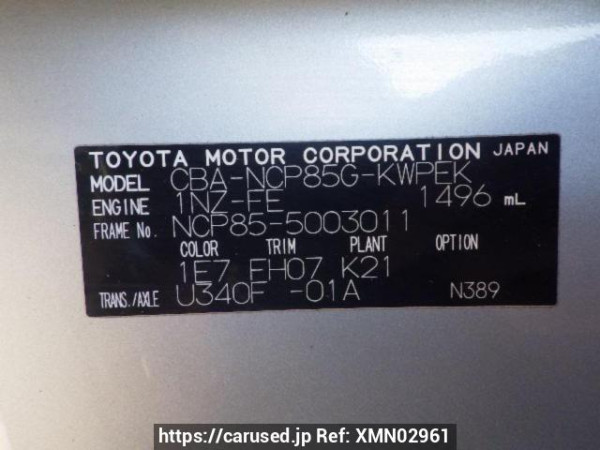 TOYOTA MOTOR CORPORATION JAPAN
MODEL CBA-NCP85G-KWPEK
ENGINE 1NZ-FE 1496 mL
FRAME No. NCP85-5003011
COLOR TRIM PLANT OPTION
1E7 FH07 K21
TRANS./AXLE U340F -01A N389
https://carused.jp Ref: XMN02961